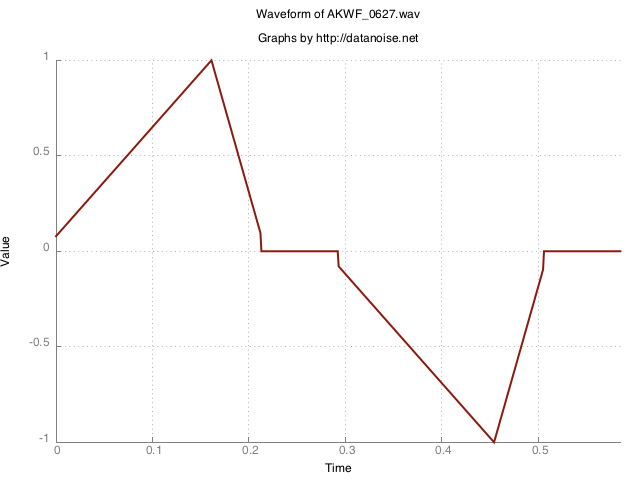 Waveform of AKWF_0627.wav
Graphs by http://datanoise.net
1
0.5
0
-0.5
-1
Value
0 0.1 0.2 0.3 0.4 0.5
Time